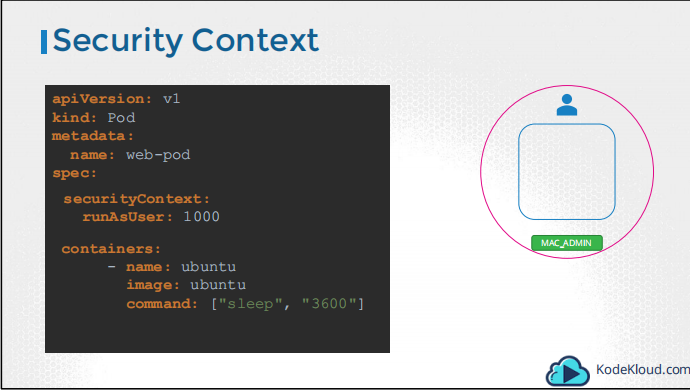 Security Context
apiVersion: v1
kind: Pod
metadata:
  name: web-pod
spec:
  securityContext:
    runAsUser: 1000
  containers:
      - name: ubuntu
        image: ubuntu
        command: ["sleep", "3600"]
MAC_ADMIN
KodeKloud.com